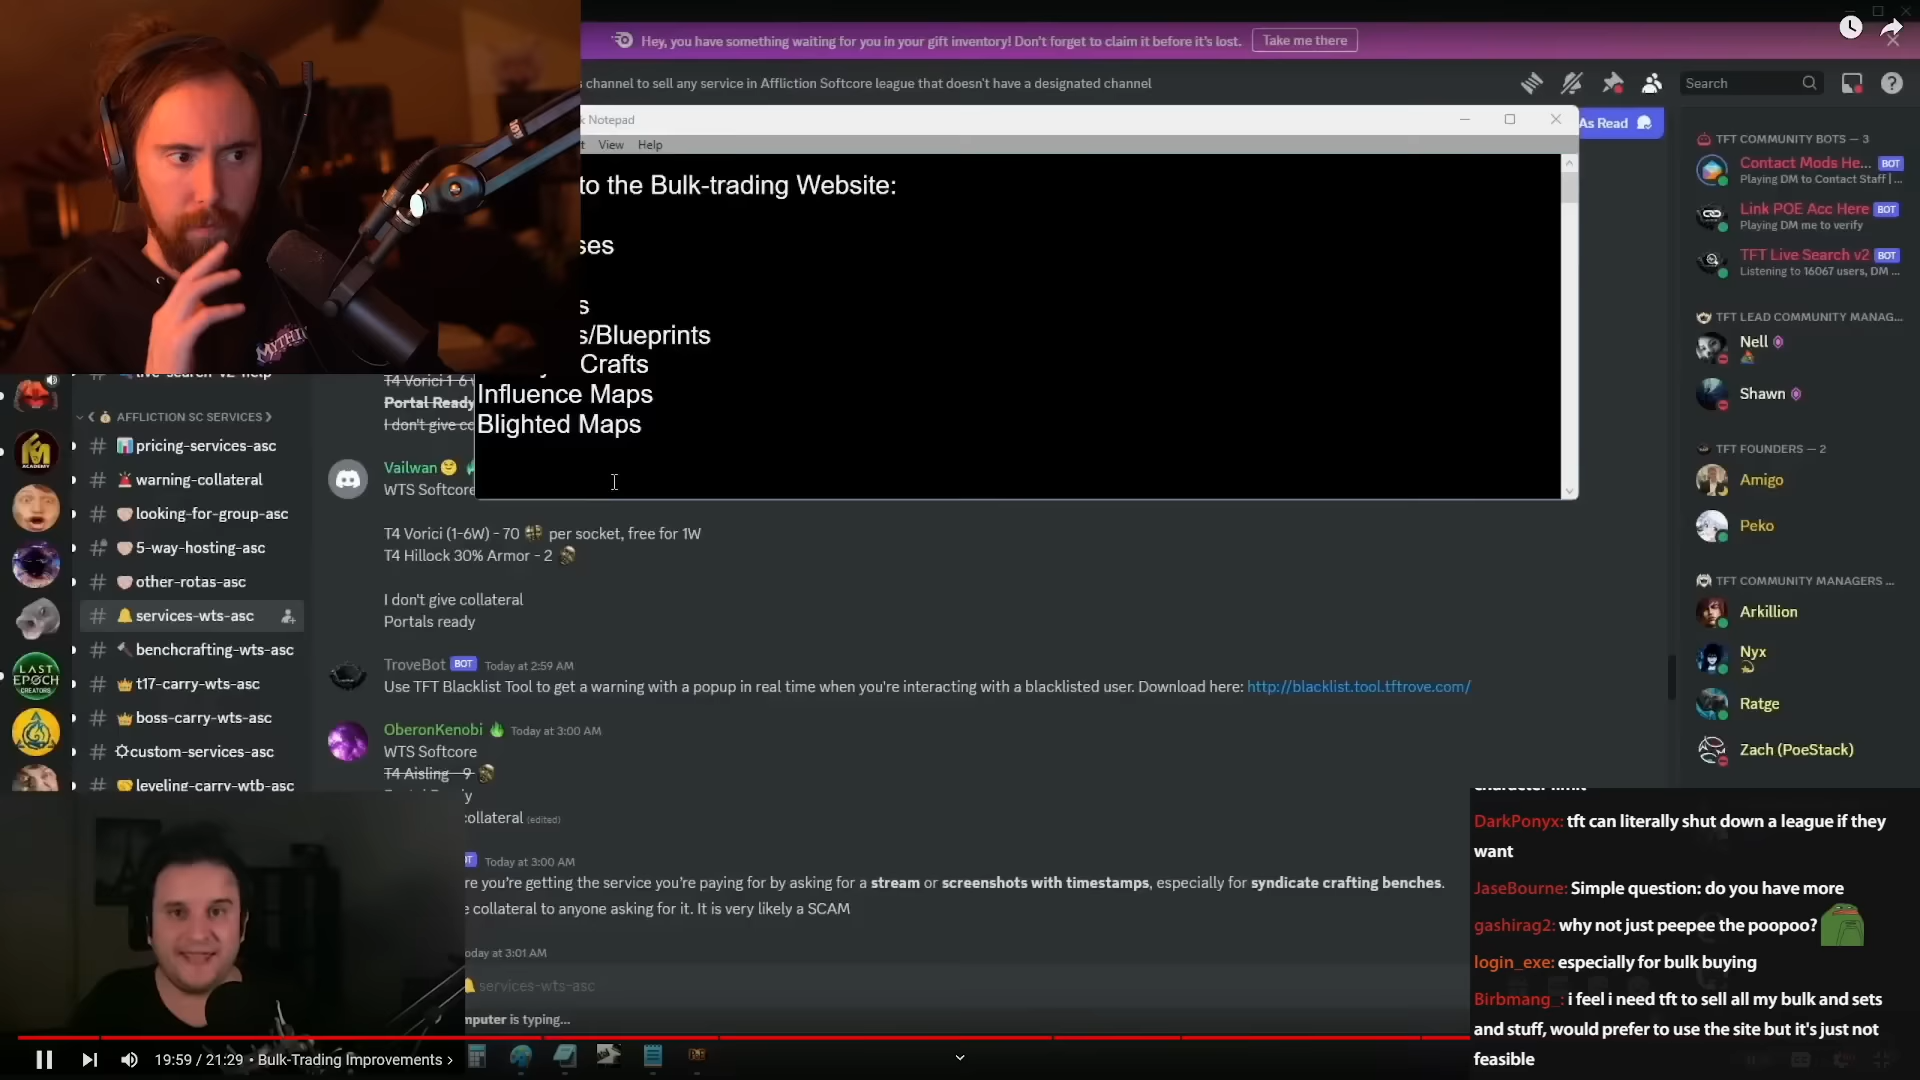 Hey, you have something waiting for you in your gift inventory! Don't forget to claim it before it's lost.
Take me there
channel to sell any service in Affliction Softcore league that doesn't have a designated channel
Search
Notepad
As Read
View Help
to the Bulk-trading Website:
s/Blueprints
Crafts
Influence Maps
Blighted Maps
AFFLICTION SC SERVICES
pricing-services-asc
warning-collateral
looking-for-group-asc
5-way-hosting-asc
other-rotas-asc
services-wts-asc
benchcrafting-wts-asc
t17-carry-wts-asc
boss-carry-wts-asc
custom-services-asc
leveling-carry-wtb-asc
MYTHI
ACADEMY
LAST
EPOCH
CREATORS
T4 Vorici 1-6
Portal Ready
I don't give co
Vailwan
WTS Softcore
T4 Vorici (1-6W) - 70 per socket, free for 1W
T4 Hillock 30% Armor - 2
I don't give collateral
Portals ready
TroveBot BOT Today at 2:59 AM
Use TFT Blacklist Tool to get a warning with a popup in real time when you're interacting with a blacklisted user. Download here: http://blacklist.tool.tftrove.com/
OberonKenobi Today at 3:00 AM
WTS Softcore
T4 Aisling - 9
collateral (edited)
Today at 3:00 AM
re you're getting the service you're paying for by asking for a stream or screenshots with timestamps, especially for syndicate crafting benches.
e collateral to anyone asking for it. It is very likely a SCAM
oday at 3:01 AM
services-wts-asc
mputer is typing...
TFT COMMUNITY BOTS — 3
Contact Mods He... BOT
Playing DM to Contact Staff | ...
Link POE Acc Here BOT
Playing DM me to verify
TFT Live Search v2 BOT
Listening to 16067 users, DM ...
TFT LEAD COMMUNITY MANAG...
Nell
Shawn
TFT FOUNDERS — 2
Amigo
Peko
TFT COMMUNITY MANAGERS ...
Arkillion
Nyx
Ratge
Zach (PoeStack)
character limit
DarkPonyx: tft can literally shut down a league if they
want
JaseBourne: Simple question: do you have more
gashirag2: why not just peepee the poopoo?
login_exe: especially for bulk buying
Birbmang_: i feel i need tft to sell all my bulk and sets
and stuff, would prefer to use the site but it's just not
feasible
19:59 / 21:29 • Bulk-Trading Improvements >